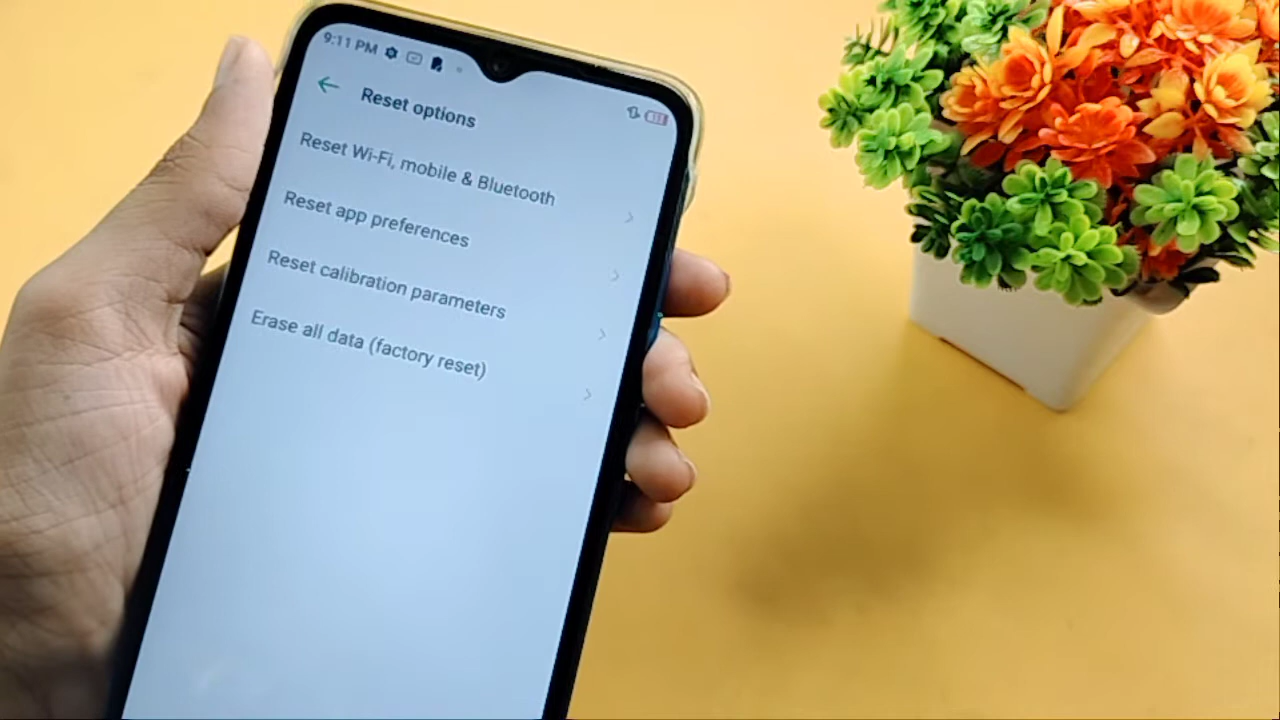 9:11 PM
Reset options
Reset Wi-Fi, mobile & Bluetooth
Reset app preferences
Reset calibration parameters
Erase all data (factory reset)